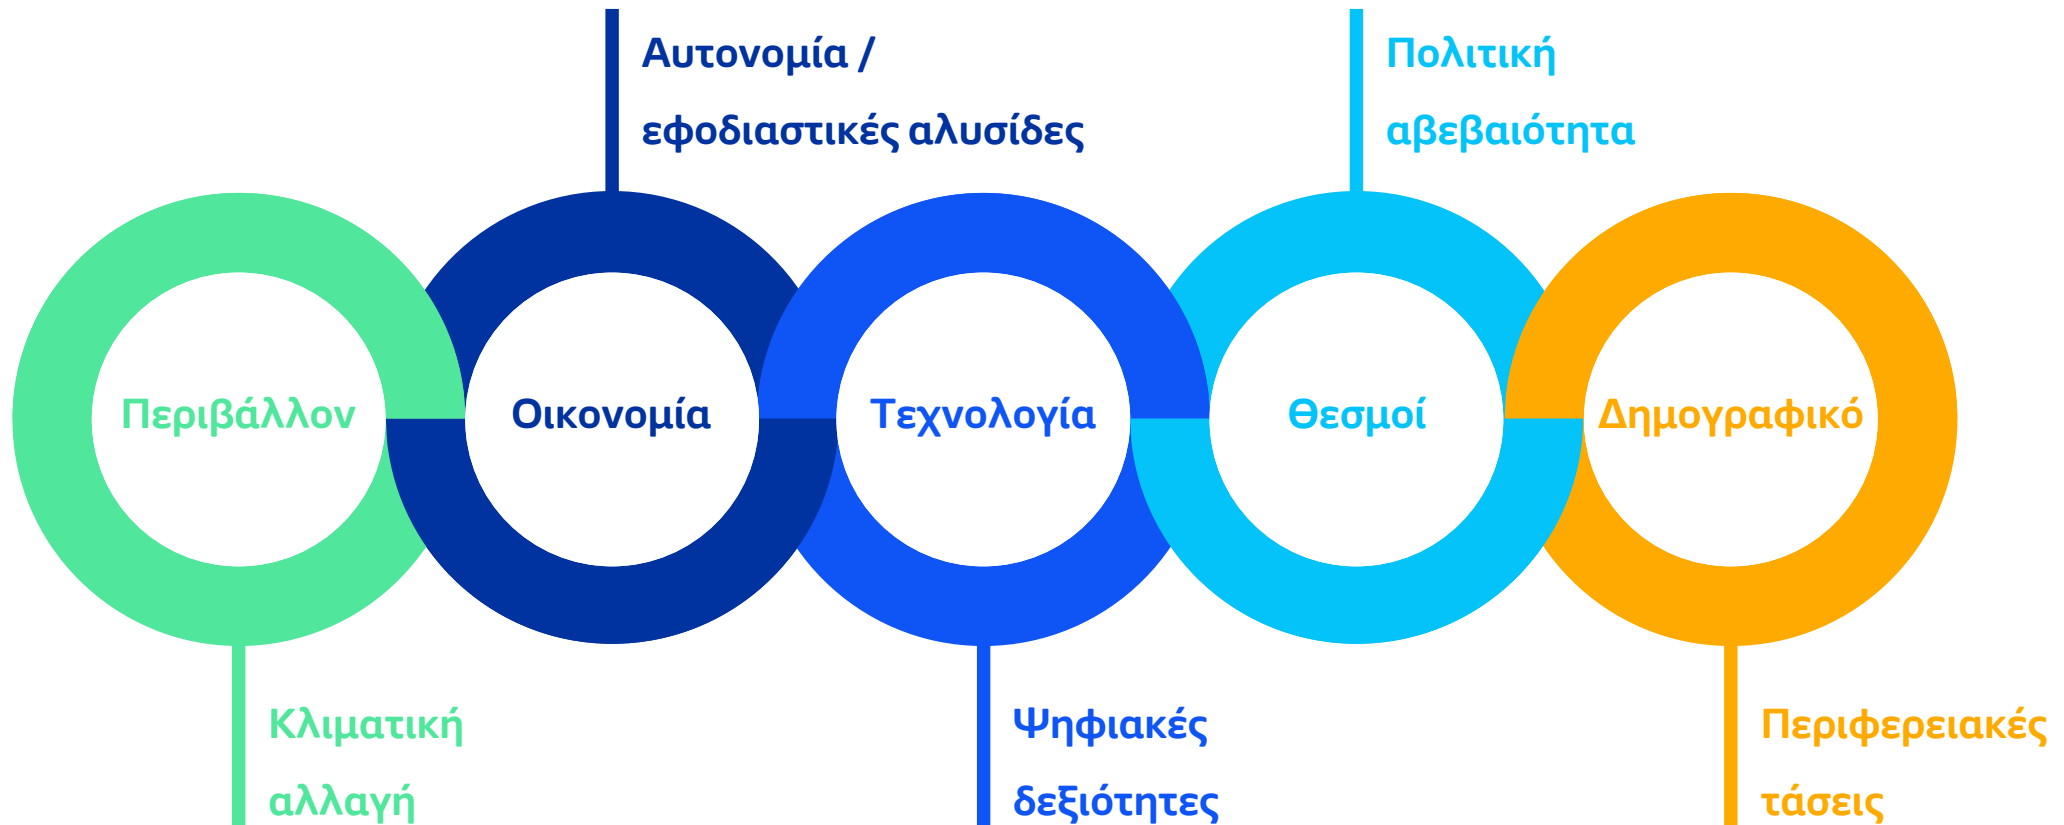 Αυτονομία /
εφοδιαστικές αλυσίδες
Πολιτική
αβεβαιότητα
Περιβάλλον
Οικονομία
Τεχνολογία
Θεσμοί
Δημογραφικό
Κλιματική
αλλαγή
Ψηφιακές
δεξιότητες
Περιφερειακές
τάσεις